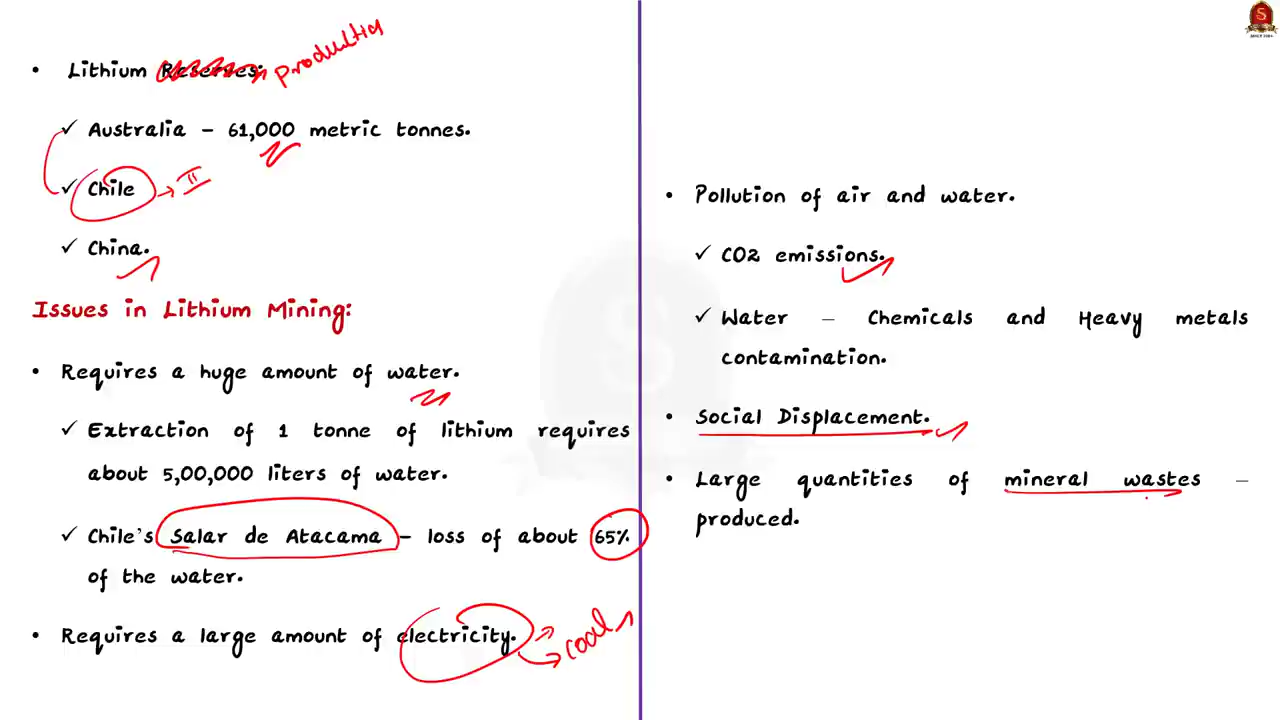 • Lithium Reserves: production
✓ Australia – 61,000 metric tonnes.
✓ Chile → II
✓ China.
Issues in Lithium Mining:
• Requires a huge amount of water.
✓ Extraction of 1 tonne of lithium requires
about 5,00,000 liters of water.
✓ Chile's Salar de Atacama – loss of about 65%
of the water.
• Requires a large amount of electricity. → coal
• Pollution of air and water.
✓ CO2 emissions.
✓ Water – Chemicals and Heavy metals
contamination.
• Social Displacement.
• Large quantities of mineral wastes –
produced.
S